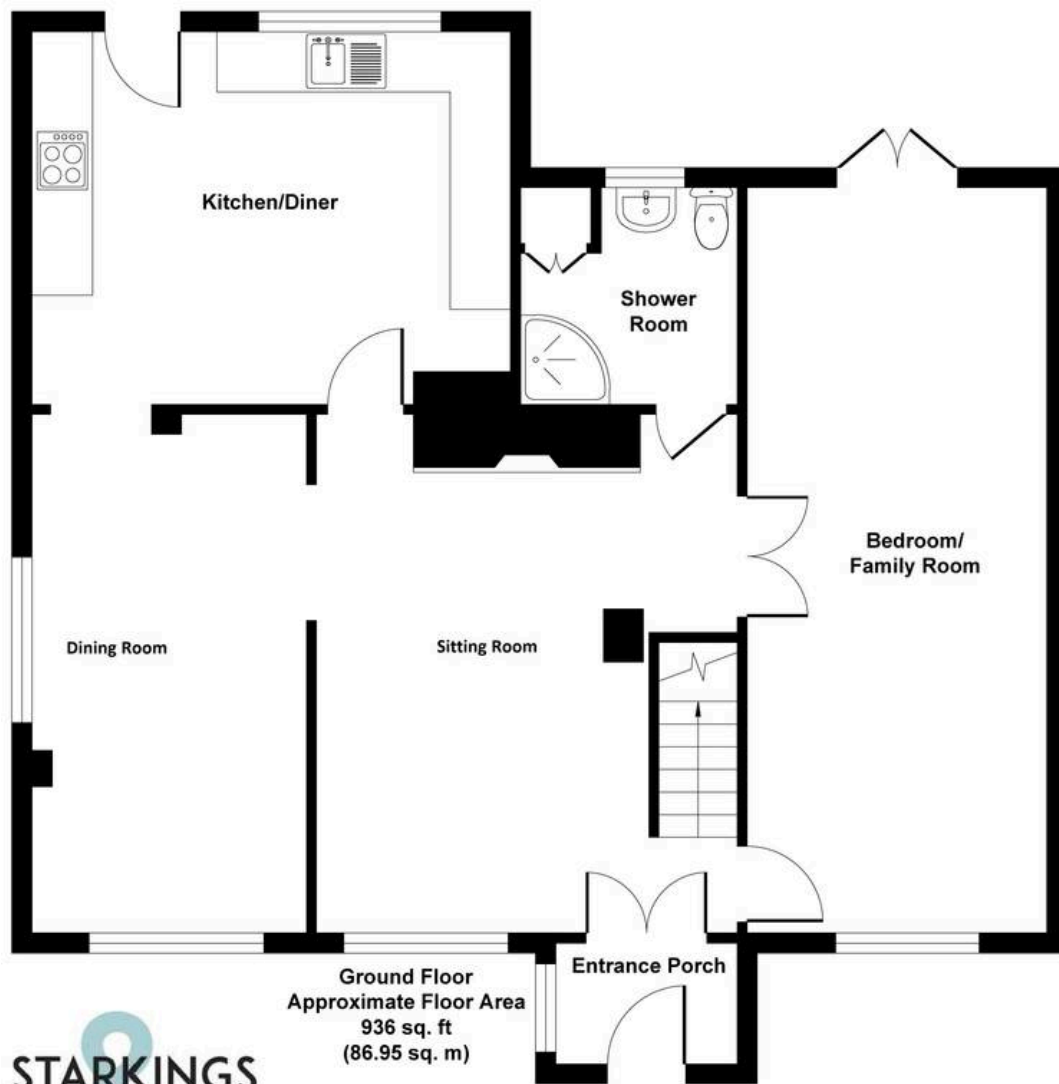 Kitchen/Diner
Shower
Room
Bedroom/
Family Room
Dining Room
Sitting Room
Entrance Porch
Ground Floor
Approximate Floor Area
936 sq. ft
(86.95 sq. m)
STARKINGS